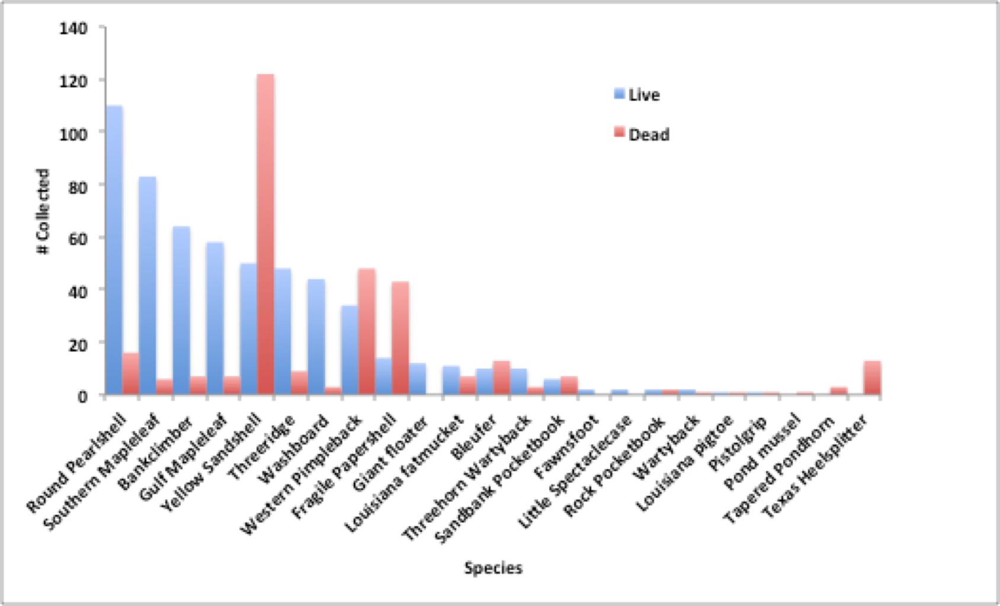 140
120
100
80
60
40
20
0
# Collected
Live
Dead
Round Pearlshell
Southern Mapleleaf
Bankclimber
Gulf Mapleleaf
Yellow Sandshell
Threeridge
Washboard
Western Pimpleback
Fragile Papershell
Giant floater
Louisiana fatmucket
Bleufer
Threehorn Wartyback
Sandbank Pocketbook
Fawnsfoot
Little Spectaclecase
Rock Pocketbook
Wartyback
Louisiana pigtoe
Pistolgrip
Pond mussel
Tapered Pondhorn
Texas Heelsplitter
Species